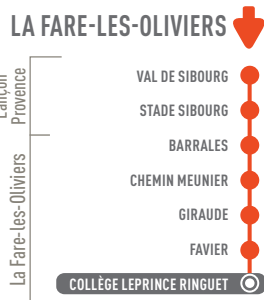 LA FARE-LES-OLIVIERS
Lançon
Provence
VAL DE SIBOURG
STADE SIBOURG
BARRALES
La Fare-les-Oliviers
CHEMIN MEUNIER
GIRAUDE
FAVIER
COLLÈGE LEPRINCE RINGUET